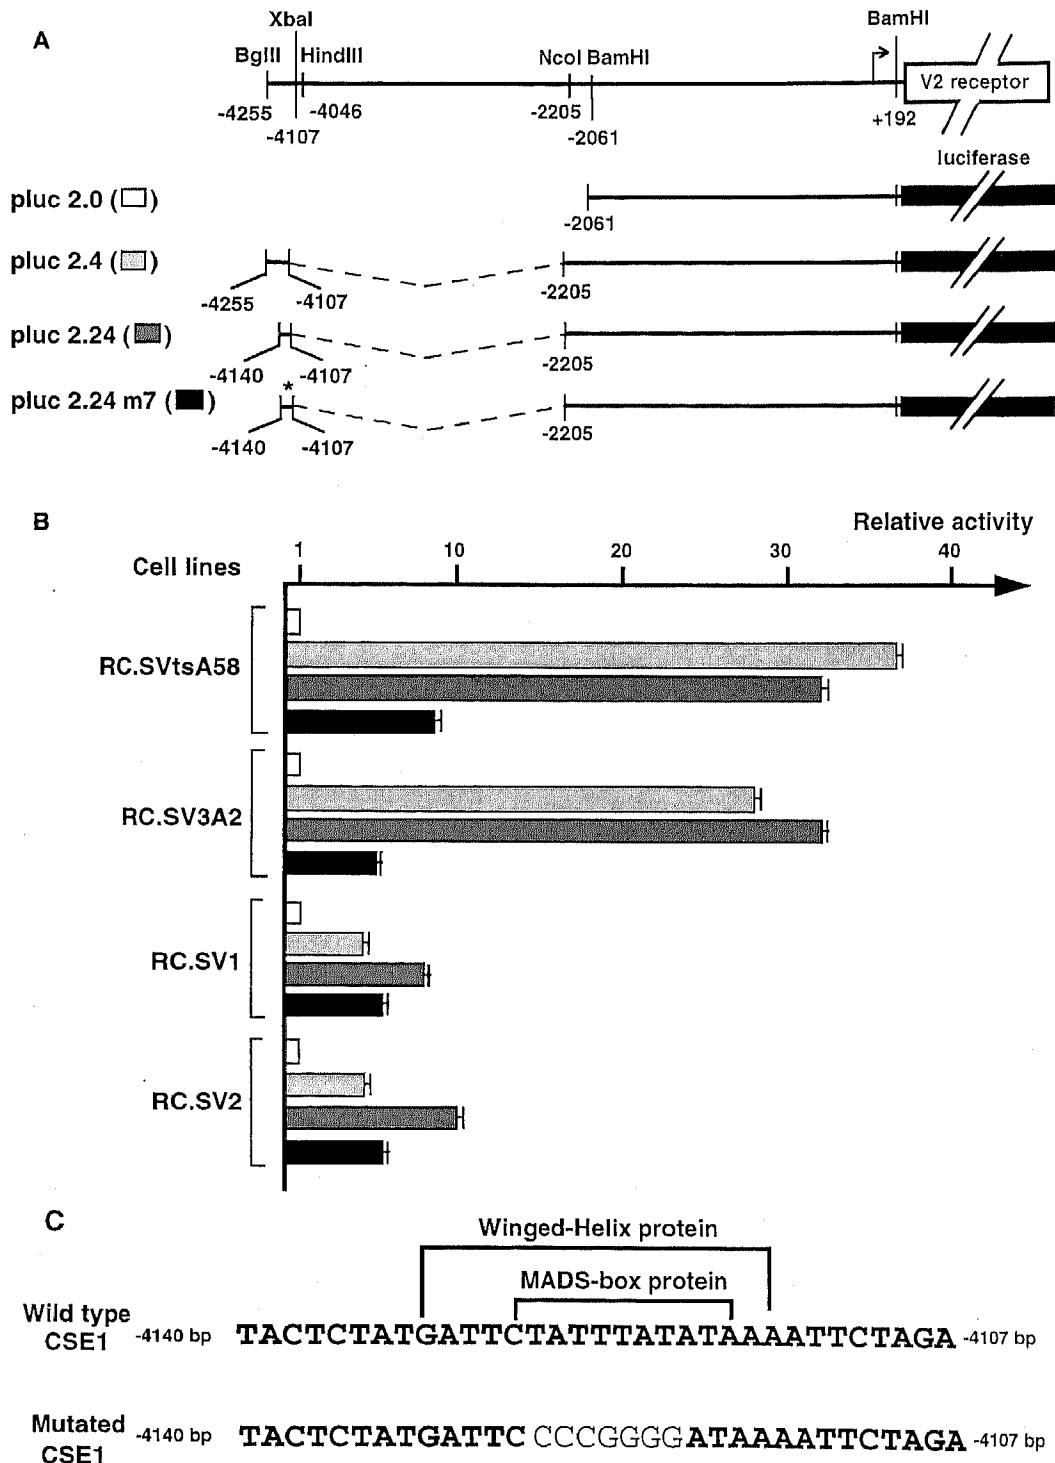 A
XbaI
BglII HindIII
NcoI BamHI
BamHI
V2 receptor
-4255
-4046
-4107
-2205
-2061
+192
luciferase
pluc 2.0 ( )
-2061
pluc 2.4 ( )
-4255
-4107
-2205
pluc 2.24 ( )
-4140
-4107
-2205
*
pluc 2.24 m7 ( )
-4140
-4107
-2205
B
Relative activity
Cell lines
1 10 20 30 40
RC.SVtsA58
RC.SV3A2
RC.SV1
RC.SV2
C
Winged-Helix protein
MADS-box protein
Wild type
CSE1
-4140 bp TACTCTATGATTCTATTTATATAAAATTCTAGA -4107 bp
Mutated
CSE1
-4140 bp TACTCTATGATTCCCCGGGGATAAAATTCTAGA -4107 bp